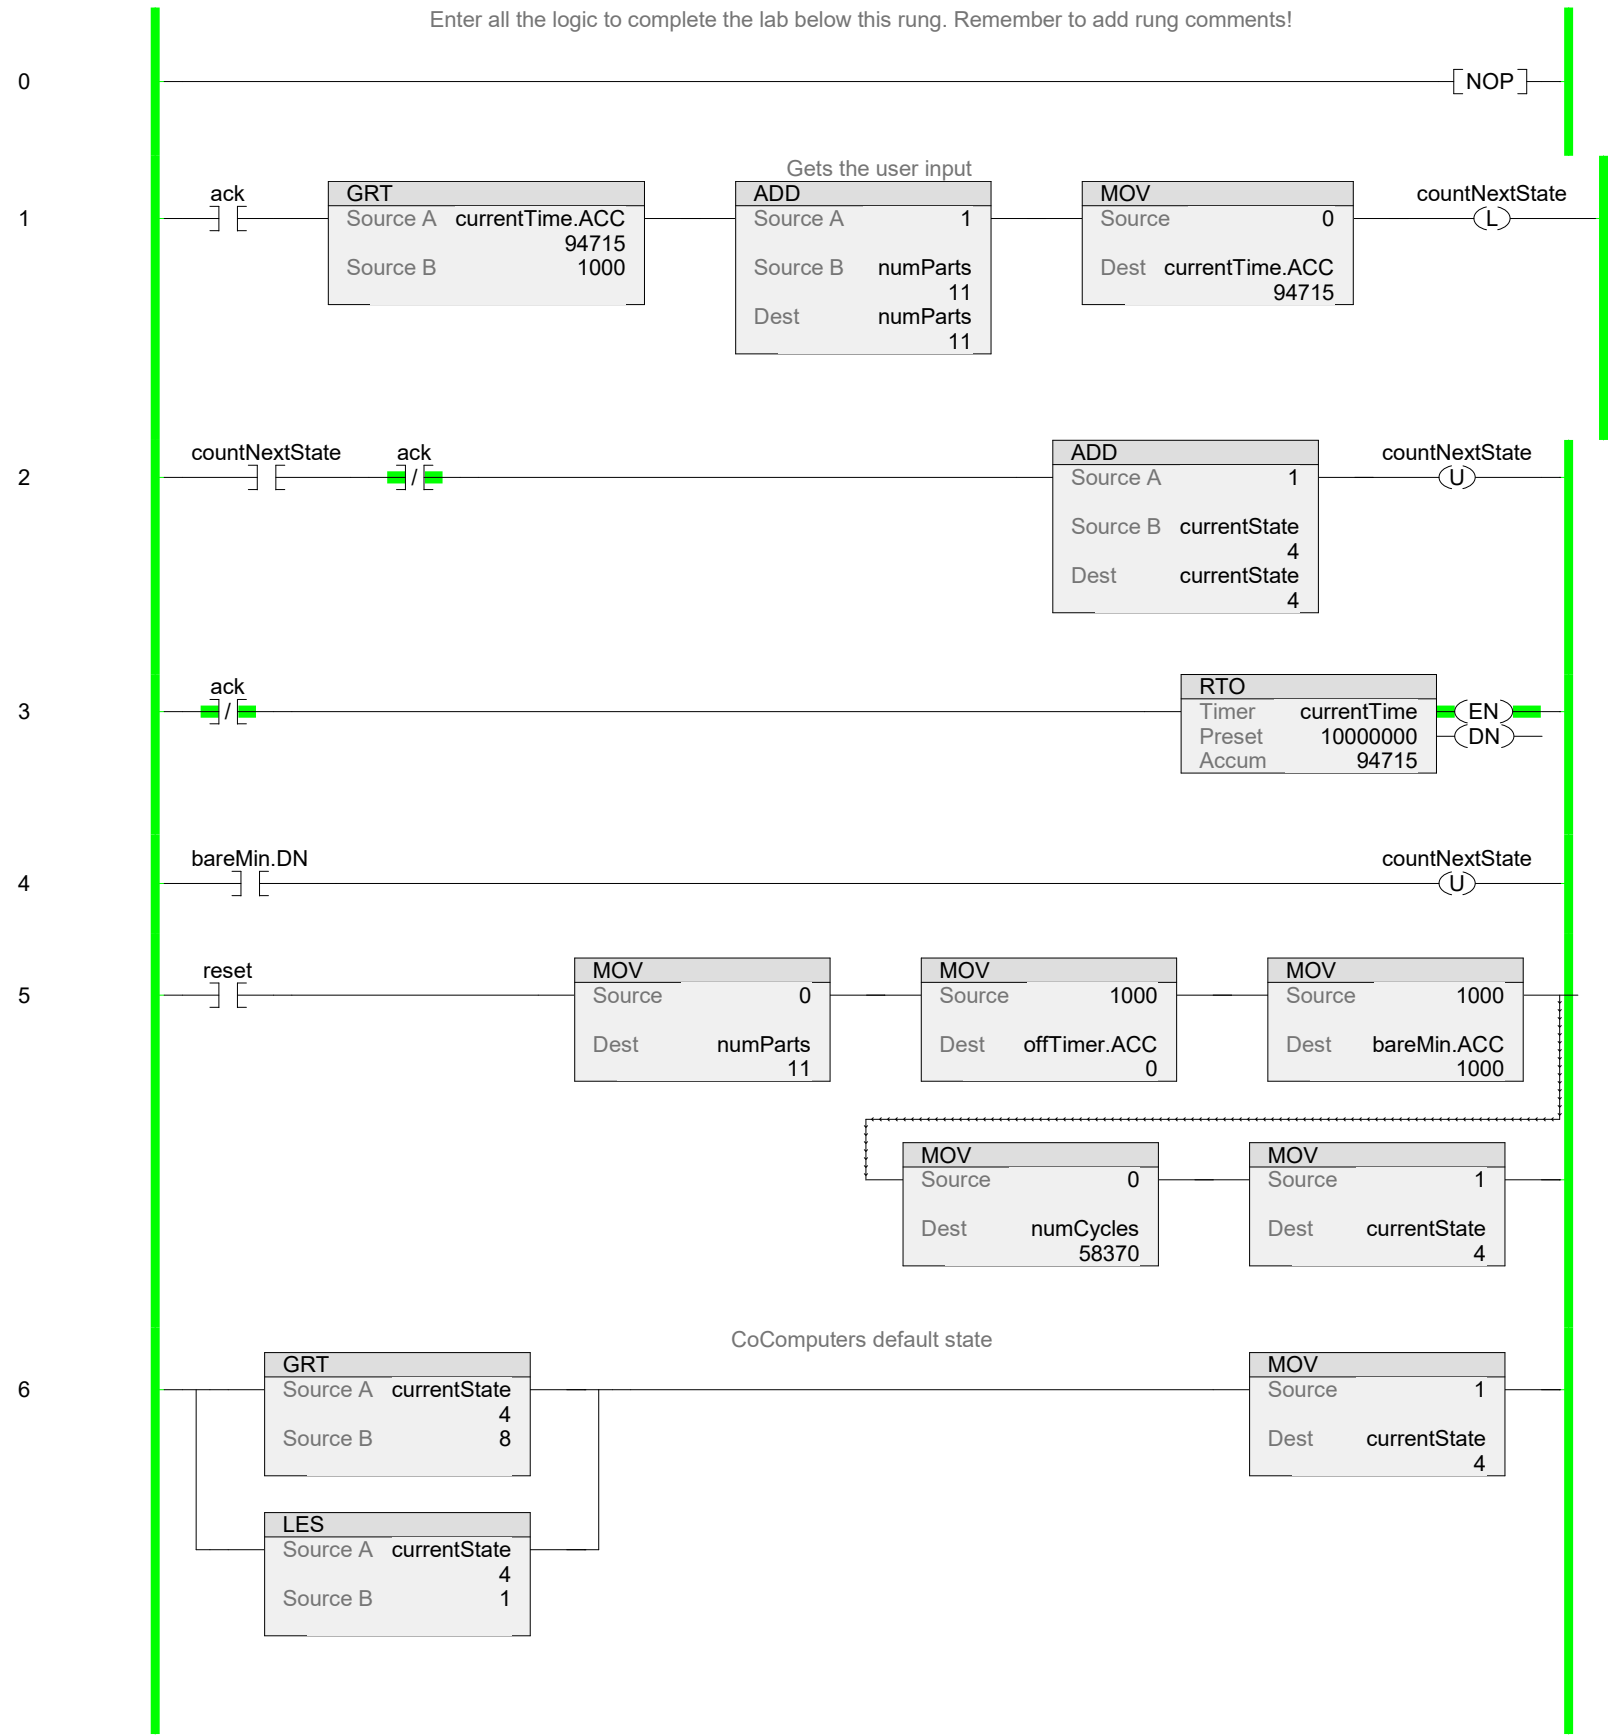 Enter all the logic to complete the lab below this rung. Remember to add rung comments!
0
NOP
Gets the user input
1
ack
GRT
Source A currentTime.ACC
94715
Source B 1000
ADD
Source A 1
Source B numParts
11
Dest numParts
11
MOV
Source 0
Dest currentTime.ACC
94715
countNextState
L
2
countNextState
ack
/
ADD
Source A 1
Source B currentState
4
Dest currentState
4
countNextState
U
3
ack
/
RTO
Timer currentTime
Preset 10000000
Accum 94715
EN
DN
4
bareMin.DN
countNextState
U
5
reset
MOV
Source 0
Dest numParts
11
MOV
Source 1000
Dest offTimer.ACC
0
MOV
Source 1000
Dest bareMin.ACC
1000
MOV
Source 0
Dest numCycles
58370
MOV
Source 1
Dest currentState
4
CoComputers default state
6
GRT
Source A currentState
4
Source B 8
LES
Source A currentState
4
Source B 1
MOV
Source 1
Dest currentState
4